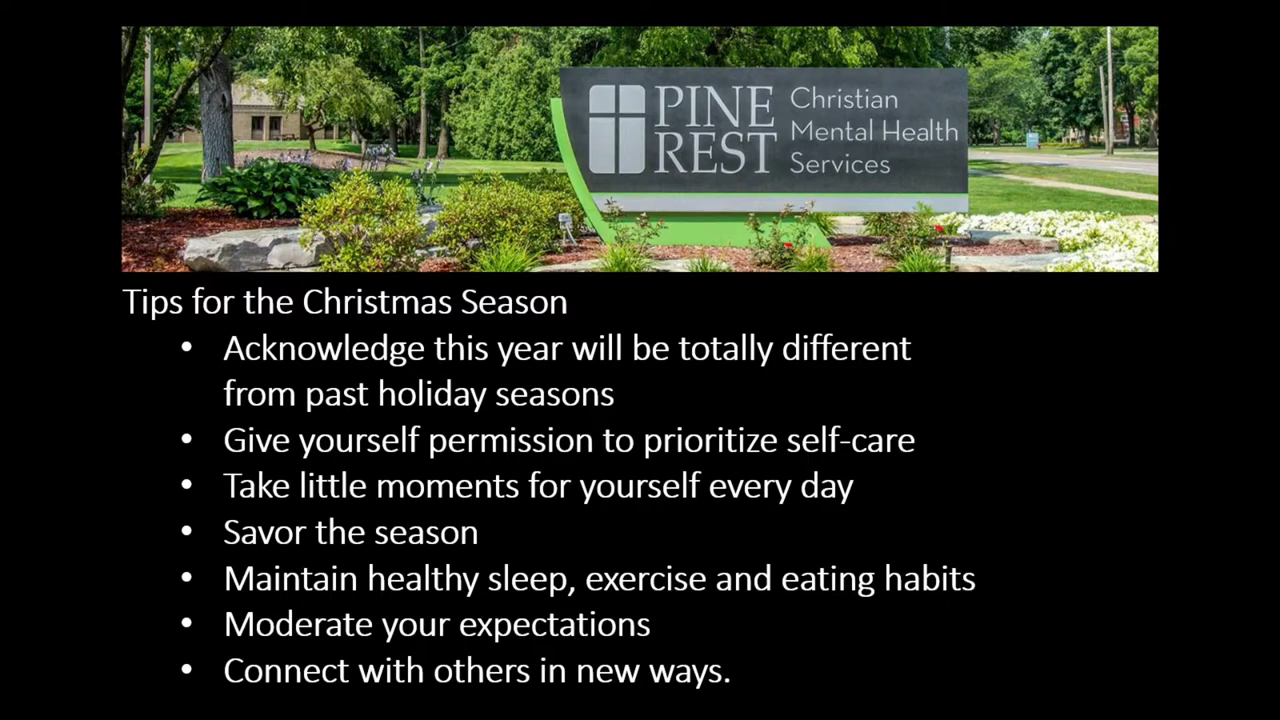 PINE REST
Christian
Mental Health
Services
Tips for the Christmas Season
• Acknowledge this year will be totally different
from past holiday seasons
• Give yourself permission to prioritize self-care
• Take little moments for yourself every day
• Savor the season
• Maintain healthy sleep, exercise and eating habits
• Moderate your expectations
• Connect with others in new ways.